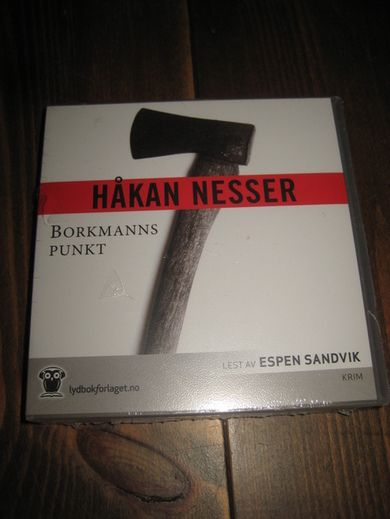 HÅKAN NESSER
BORKMANNS
PUNKT
LEST AV ESPEN SANDVIK
lydbokforlaget.no
KRIM